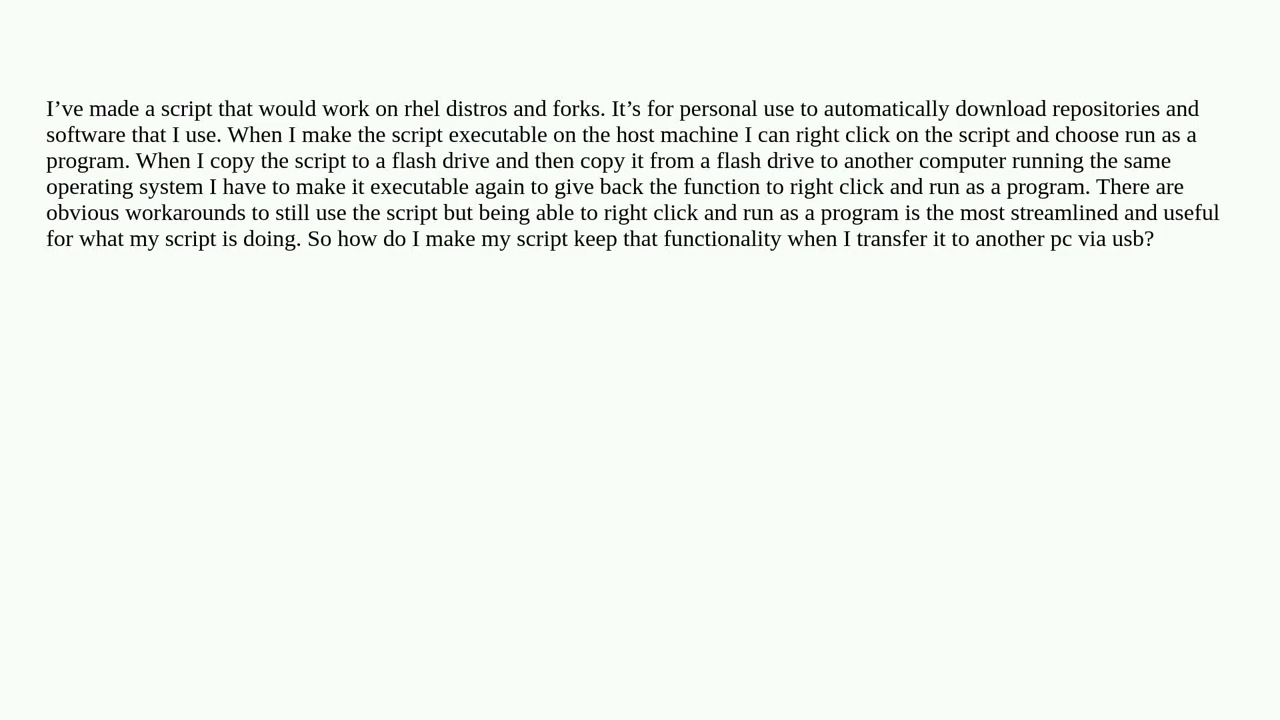 I’ve made a script that would work on rhel distros and forks. It’s for personal use to automatically download repositories and
software that I use. When I make the script executable on the host machine I can right click on the script and choose run as a
program. When I copy the script to a flash drive and then copy it from a flash drive to another computer running the same
operating system I have to make it executable again to give back the function to right click and run as a program. There are
obvious workarounds to still use the script but being able to right click and run as a program is the most streamlined and useful
for what my script is doing. So how do I make my script keep that functionality when I transfer it to another pc via usb?